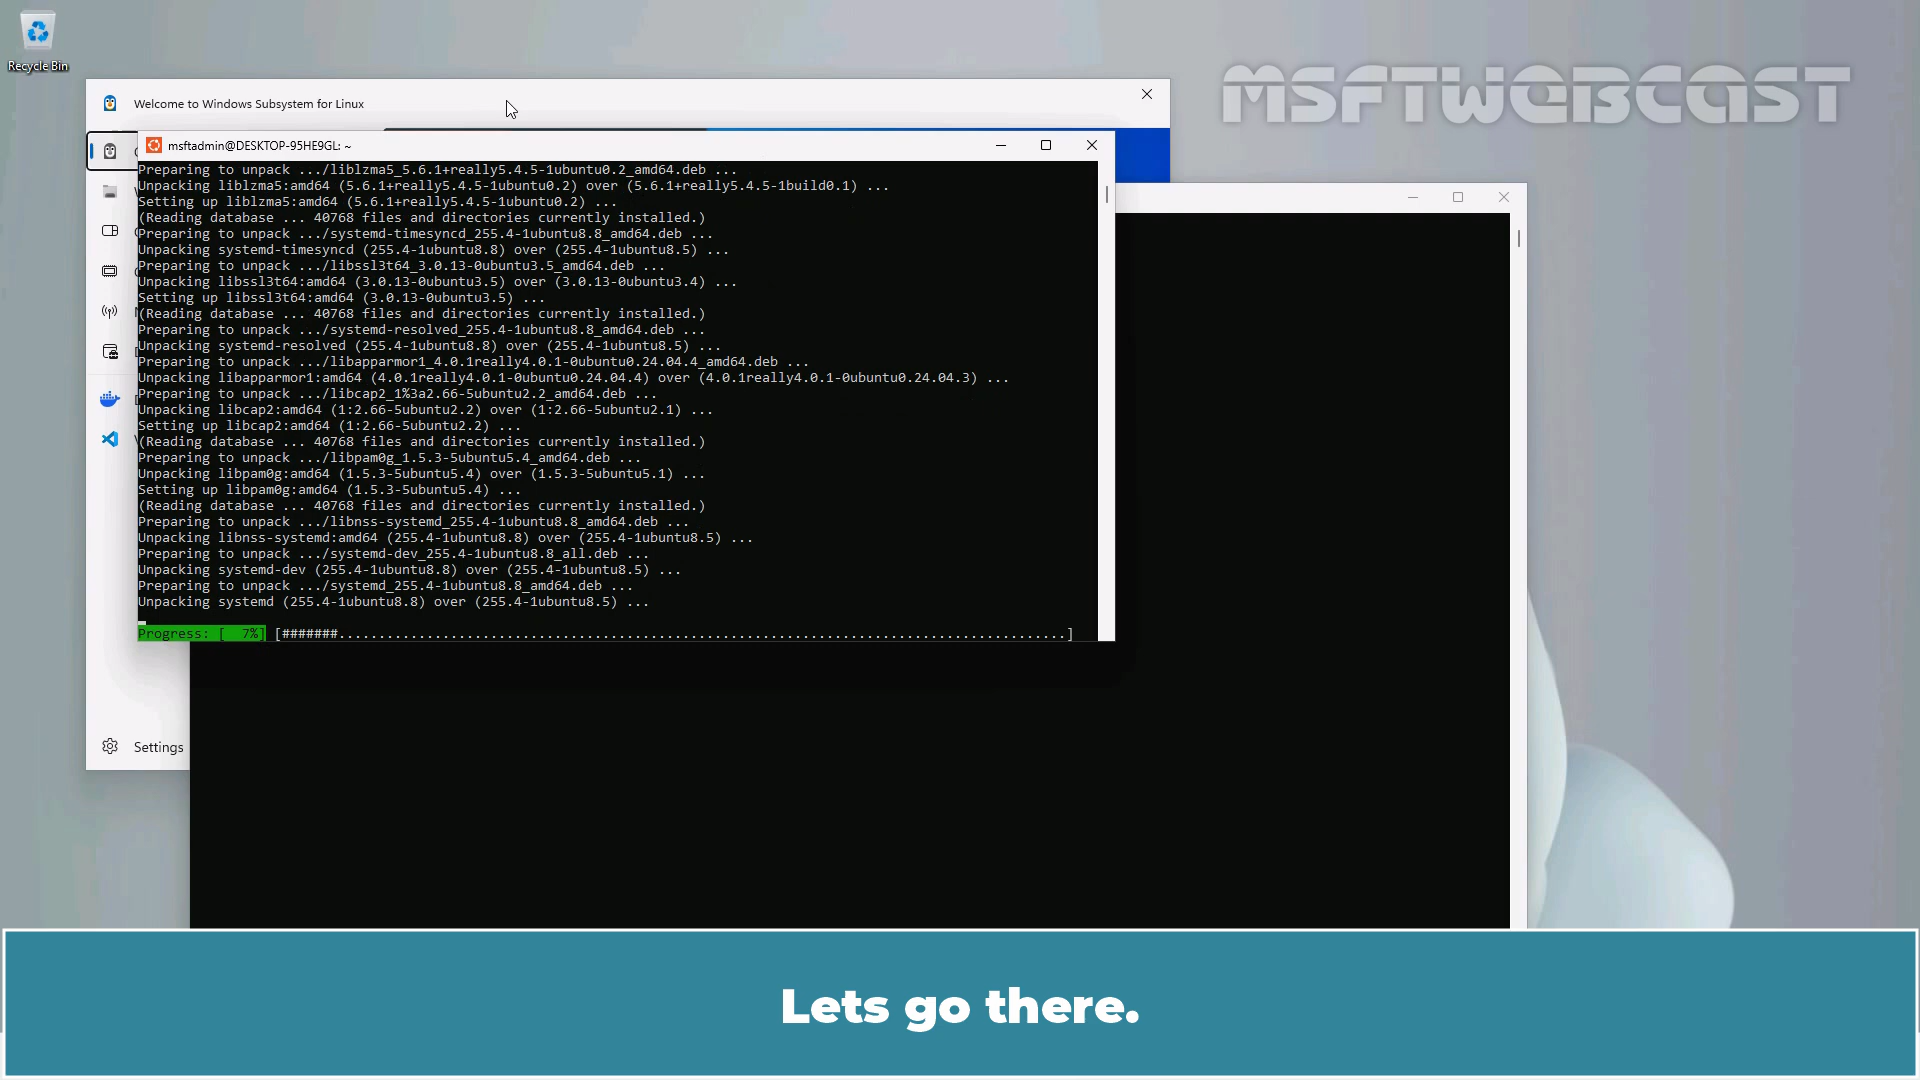 Recycle Bin
MSFTWEBCAST
Welcome to Windows Subsystem for Linux
msftadmin@DESKTOP-95HE9GL: ~
Preparing to unpack .../liblzma5_5.6.1+really5.4.5-1ubuntu0.2_amd64.deb ...
Unpacking liblzma5:amd64 (5.6.1+really5.4.5-1ubuntu0.2) over (5.6.1+really5.4.5-1build0.1) ...
Setting up liblzma5:amd64 (5.6.1+really5.4.5-1ubuntu0.2) ...
(Reading database ... 40768 files and directories currently installed.)
Preparing to unpack .../systemd-timesyncd_255.4-1ubuntu8.8_amd64.deb ...
Unpacking systemd-timesyncd (255.4-1ubuntu8.8) over (255.4-1ubuntu8.5) ...
Preparing to unpack .../libssl3t64_3.0.13-0ubuntu3.5_amd64.deb ...
Unpacking libssl3t64:amd64 (3.0.13-0ubuntu3.5) over (3.0.13-0ubuntu3.4) ...
Setting up libssl3t64:amd64 (3.0.13-0ubuntu3.5) ...
(Reading database ... 40768 files and directories currently installed.)
Preparing to unpack .../systemd-resolved_255.4-1ubuntu8.8_amd64.deb ...
Unpacking systemd-resolved (255.4-1ubuntu8.8) over (255.4-1ubuntu8.5) ...
Preparing to unpack .../libapparmor1_4.0.1really4.0.1-0ubuntu0.24.04.4_amd64.deb ...
Unpacking libapparmor1:amd64 (4.0.1really4.0.1-0ubuntu0.24.04.4) over (4.0.1really4.0.1-0ubuntu0.24.04.3) ...
Preparing to unpack .../libcap2_1%3a2.66-5ubuntu2.2_amd64.deb ...
Unpacking libcap2:amd64 (1:2.66-5ubuntu2.2) over (1:2.66-5ubuntu2.1) ...
Setting up libcap2:amd64 (1:2.66-5ubuntu2.2) ...
(Reading database ... 40768 files and directories currently installed.)
Preparing to unpack .../libpam0g_1.5.3-5ubuntu5.4_amd64.deb ...
Unpacking libpam0g:amd64 (1.5.3-5ubuntu5.4) over (1.5.3-5ubuntu5.1) ...
Setting up libpam0g:amd64 (1.5.3-5ubuntu5.4) ...
(Reading database ... 40768 files and directories currently installed.)
Preparing to unpack .../libnss-systemd_255.4-1ubuntu8.8_amd64.deb ...
Unpacking libnss-systemd:amd64 (255.4-1ubuntu8.8) over (255.4-1ubuntu8.5) ...
Preparing to unpack .../systemd-dev_255.4-1ubuntu8.8_all.deb ...
Unpacking systemd-dev (255.4-1ubuntu8.8) over (255.4-1ubuntu8.5) ...
Preparing to unpack .../systemd_255.4-1ubuntu8.8_amd64.deb ...
Unpacking systemd (255.4-1ubuntu8.8) over (255.4-1ubuntu8.5) ...
Progress: [  7%] [#######...........................................................................................]
Settings
Lets go there.